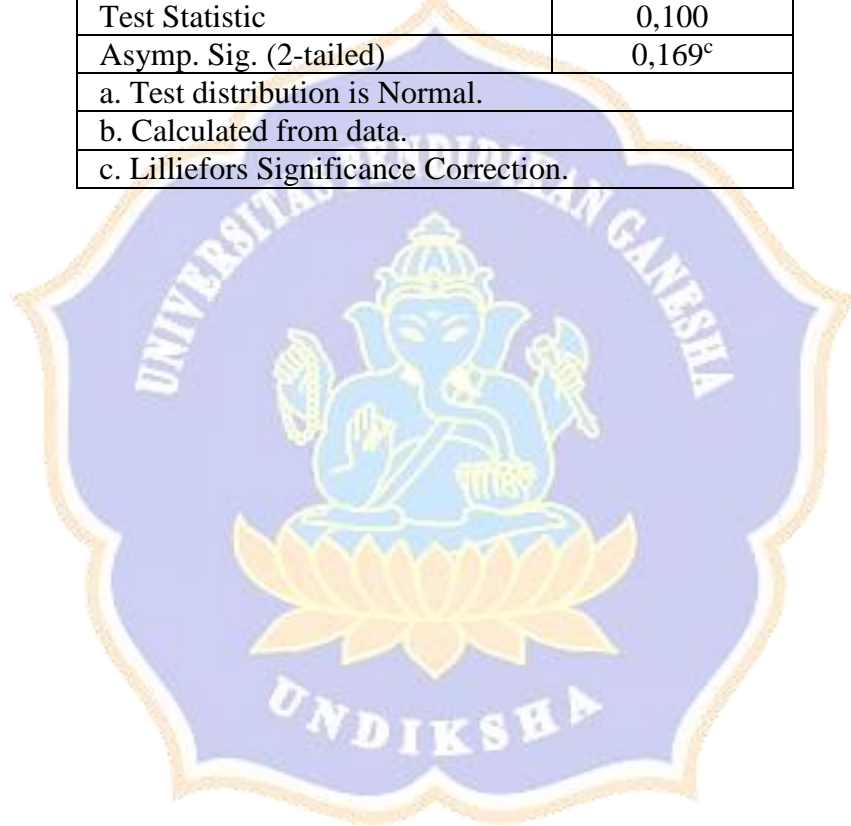 Test Statistic 0,100
Asymp. Sig. (2-tailed) 0,169c
a. Test distribution is Normal.
b. Calculated from data.
c. Lilliefors Significance Correction.
UNIVERSITAS PENDIDIKAN GANESHA
UNDIKSHA